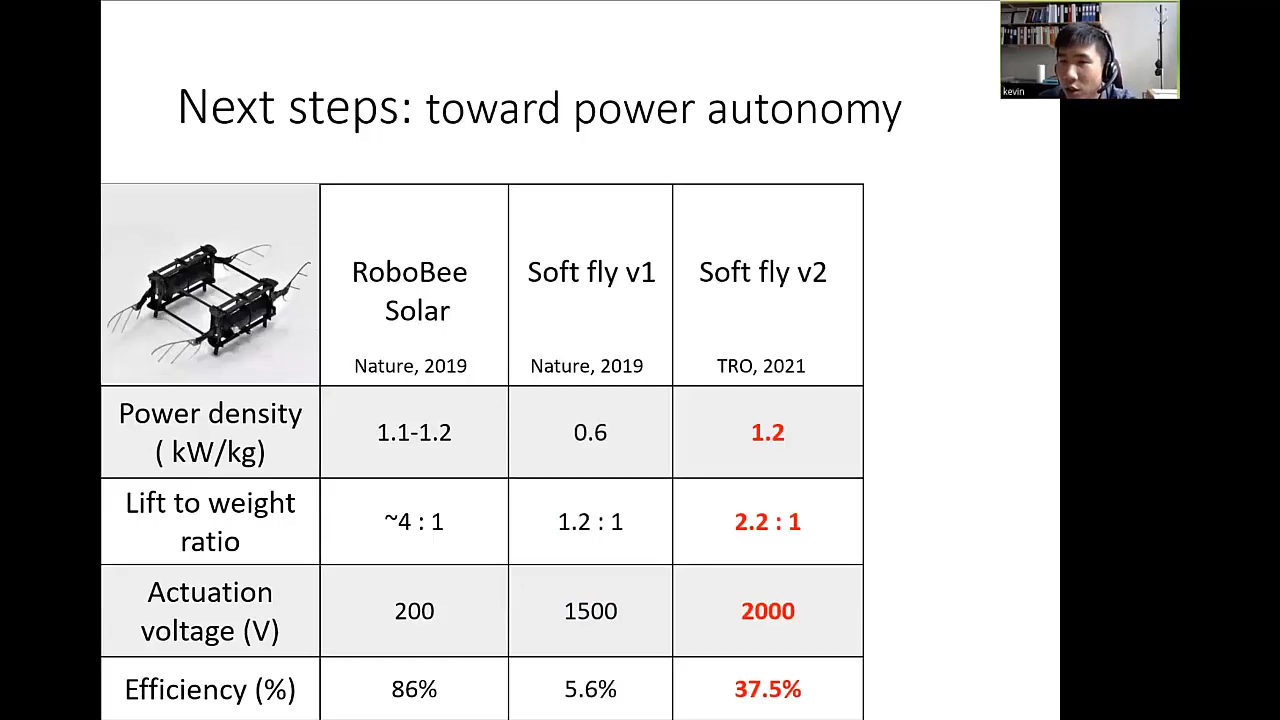 kevin
Next steps: toward power autonomy
RoboBee
Solar
Nature, 2019
Soft fly v1
Nature, 2019
Soft fly v2
TRO, 2021
Power density
( kW/kg)
1.1-1.2
0.6
1.2
Lift to weight
ratio
~4 : 1
1.2 : 1
2.2 : 1
Actuation
voltage (V)
200
1500
2000
Efficiency (%)
86%
5.6%
37.5%